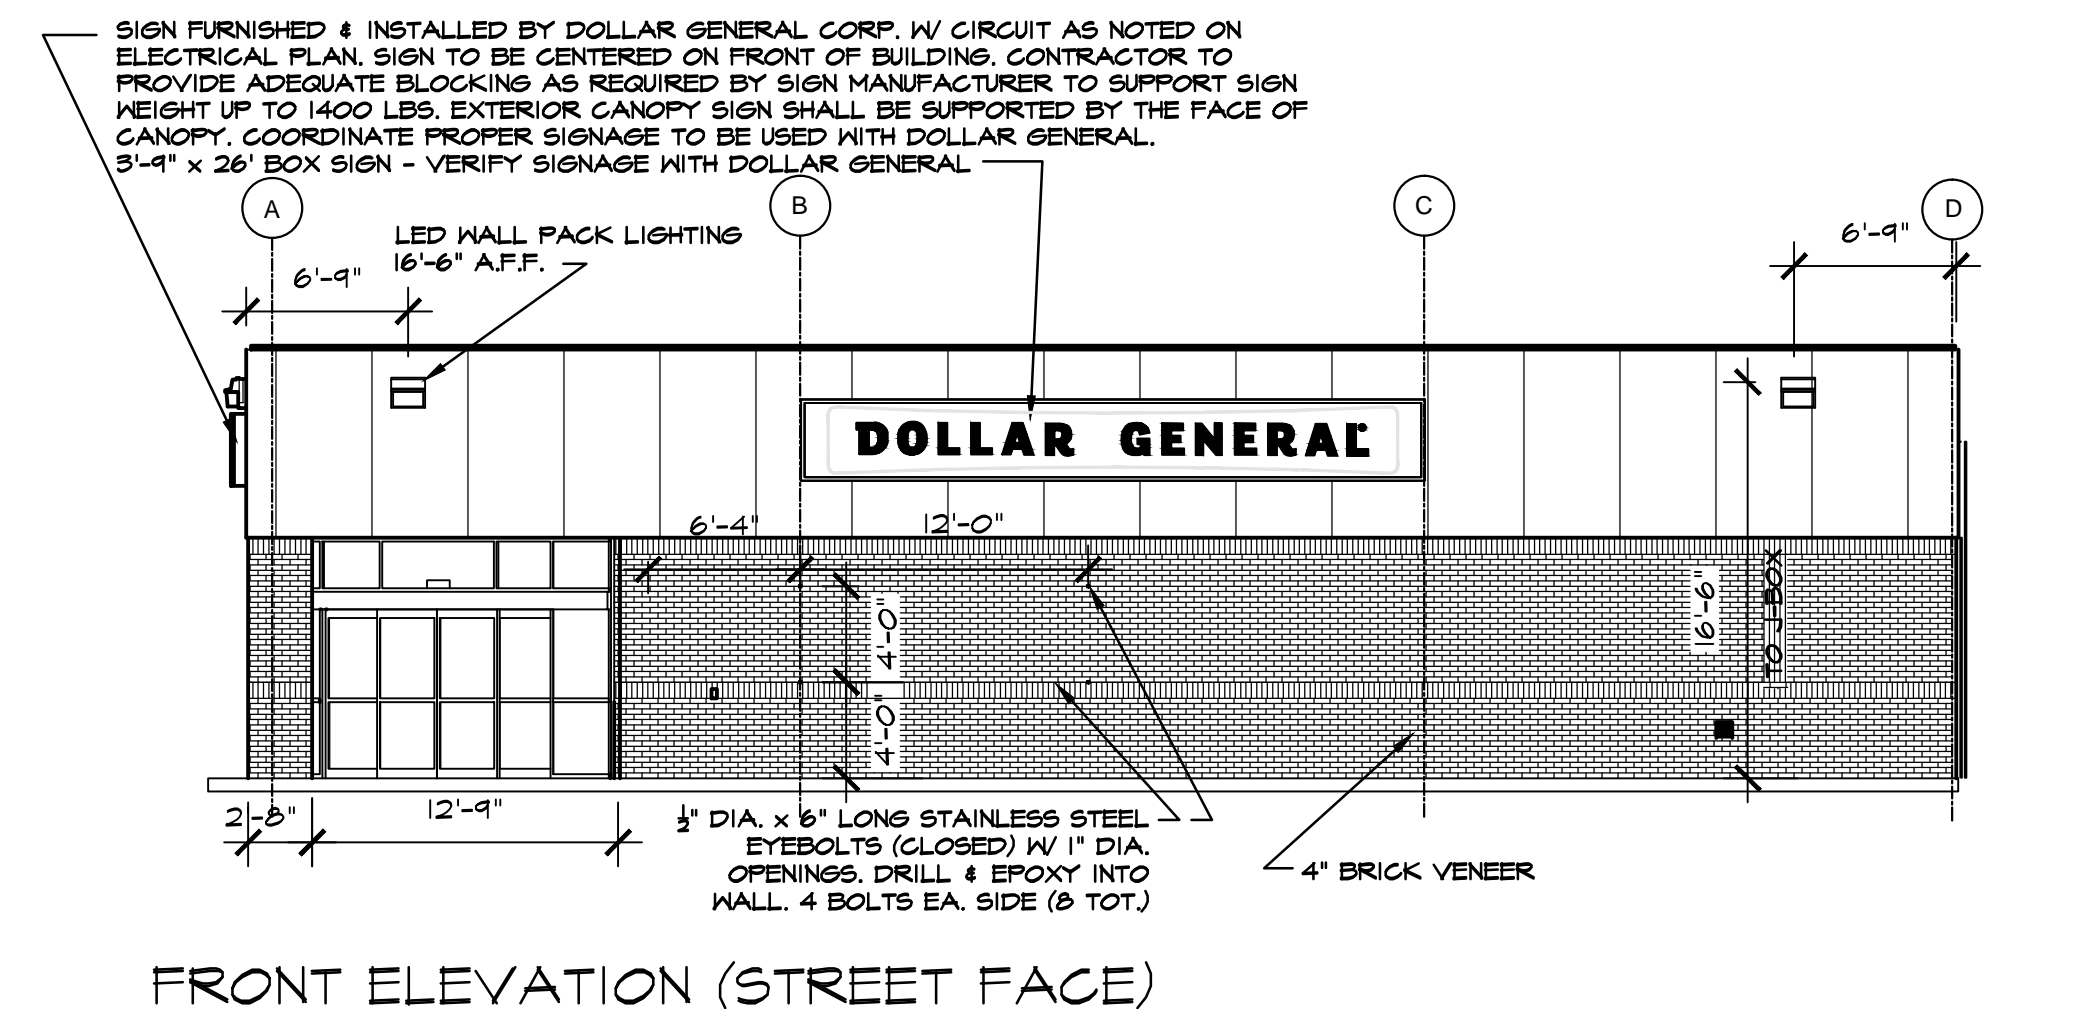 SIGN FURNISHED & INSTALLED BY DOLLAR GENERAL CORP. W/ CIRCUIT AS NOTED ON
ELECTRICAL PLAN. SIGN TO BE CENTERED ON FRONT OF BUILDING. CONTRACTOR TO
PROVIDE ADEQUATE BLOCKING AS REQUIRED BY SIGN MANUFACTURER TO SUPPORT SIGN
WEIGHT UP TO 1400 LBS. EXTERIOR CANOPY SIGN SHALL BE SUPPORTED BY THE FACE OF
CANOPY. COORDINATE PROPER SIGNAGE TO BE USED WITH DOLLAR GENERAL.
3'-9" x 26' BOX SIGN - VERIFY SIGNAGE WITH DOLLAR GENERAL
A
B
C
D
LED WALL PACK LIGHTING
16'-6" A.F.F.
6'-9"
6'-9"
DOLLAR GENERAL
6'-4"
12'-0"
4'-0"
4'-0"
16'-6"
TO J-BOX
2'-8"
12'-9"
½" DIA. x 6" LONG STAINLESS STEEL
EYEBOLTS (CLOSED) W/ 1" DIA.
OPENINGS. DRILL & EPOXY INTO
WALL. 4 BOLTS EA. SIDE (8 TOT.)
4" BRICK VENEER
FRONT ELEVATION (STREET FACE)